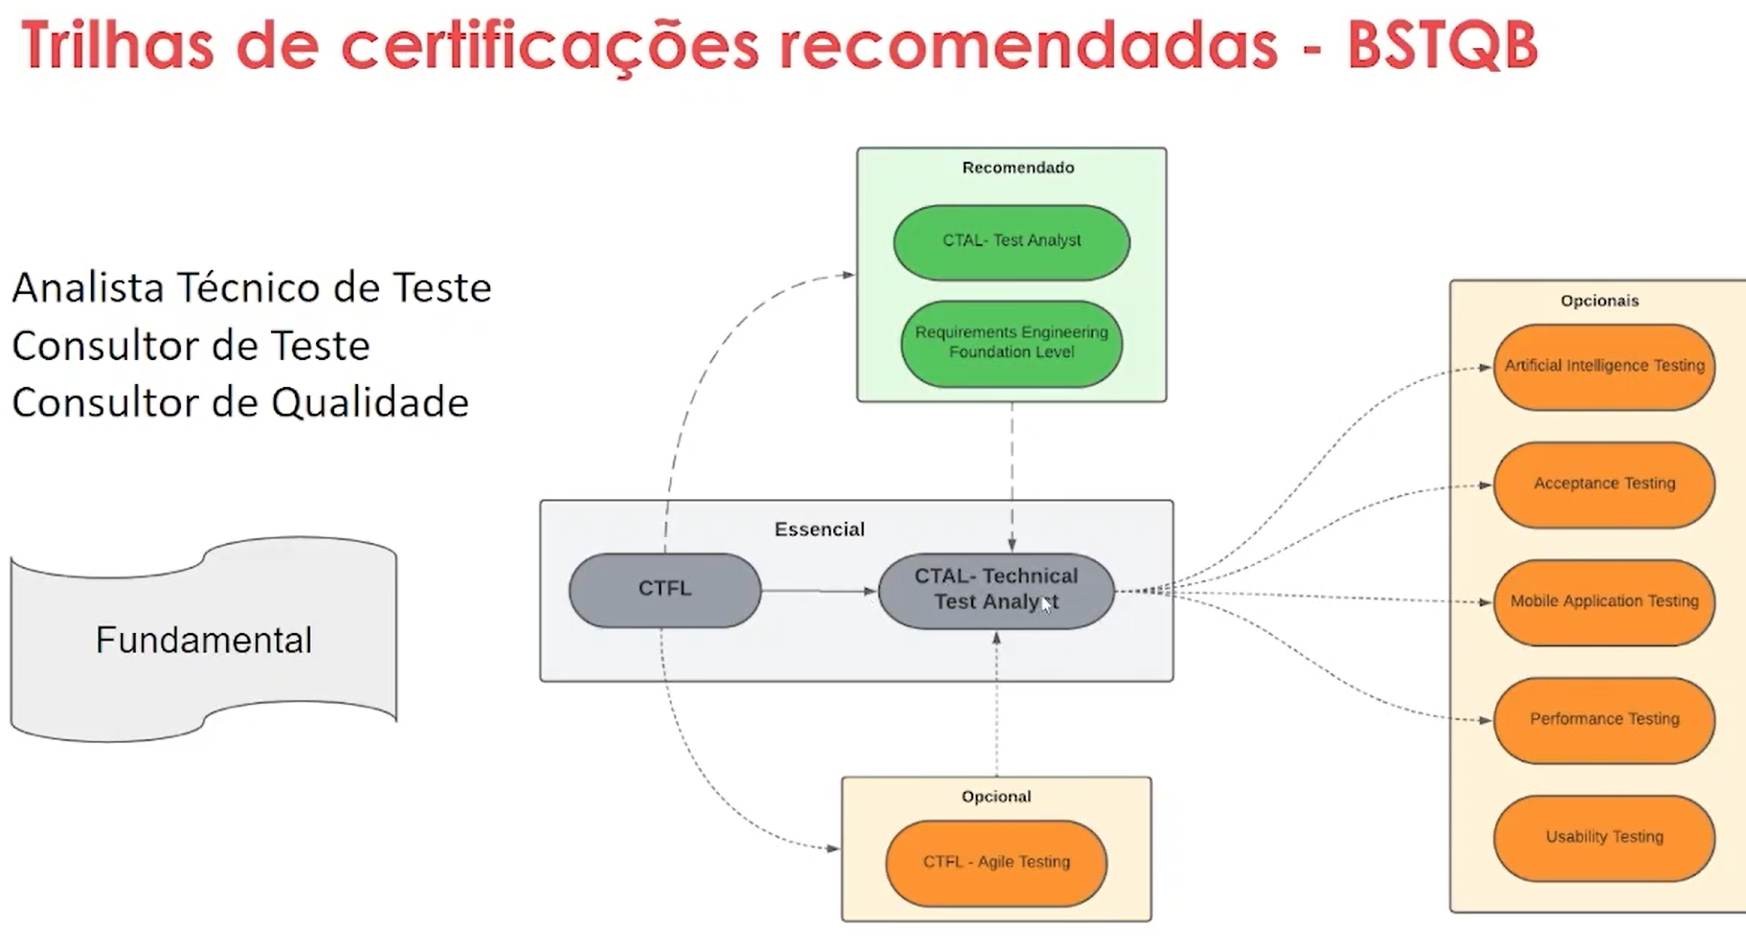 Trilhas de certificações recomendadas - BSTQB
Analista Técnico de Teste
Consultor de Teste
Consultor de Qualidade
Fundamental
Recomendado
CTAL- Test Analyst
Requirements Engineering
Foundation Level
Essencial
CTFL
CTAL- Technical
Test Analyst
Opcional
CTFL - Agile Testing
Opcionais
Artificial Intelligence Testing
Acceptance Testing
Mobile Application Testing
Performance Testing
Usability Testing